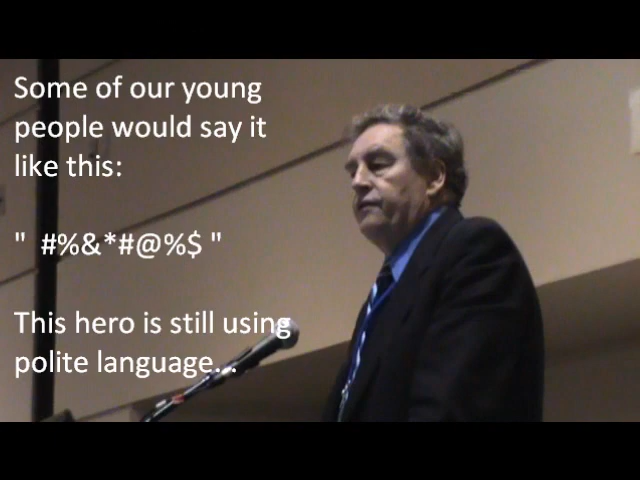 Some of our young
people would say it
like this:
" #%&*#@%$ "
This hero is still using
polite language...